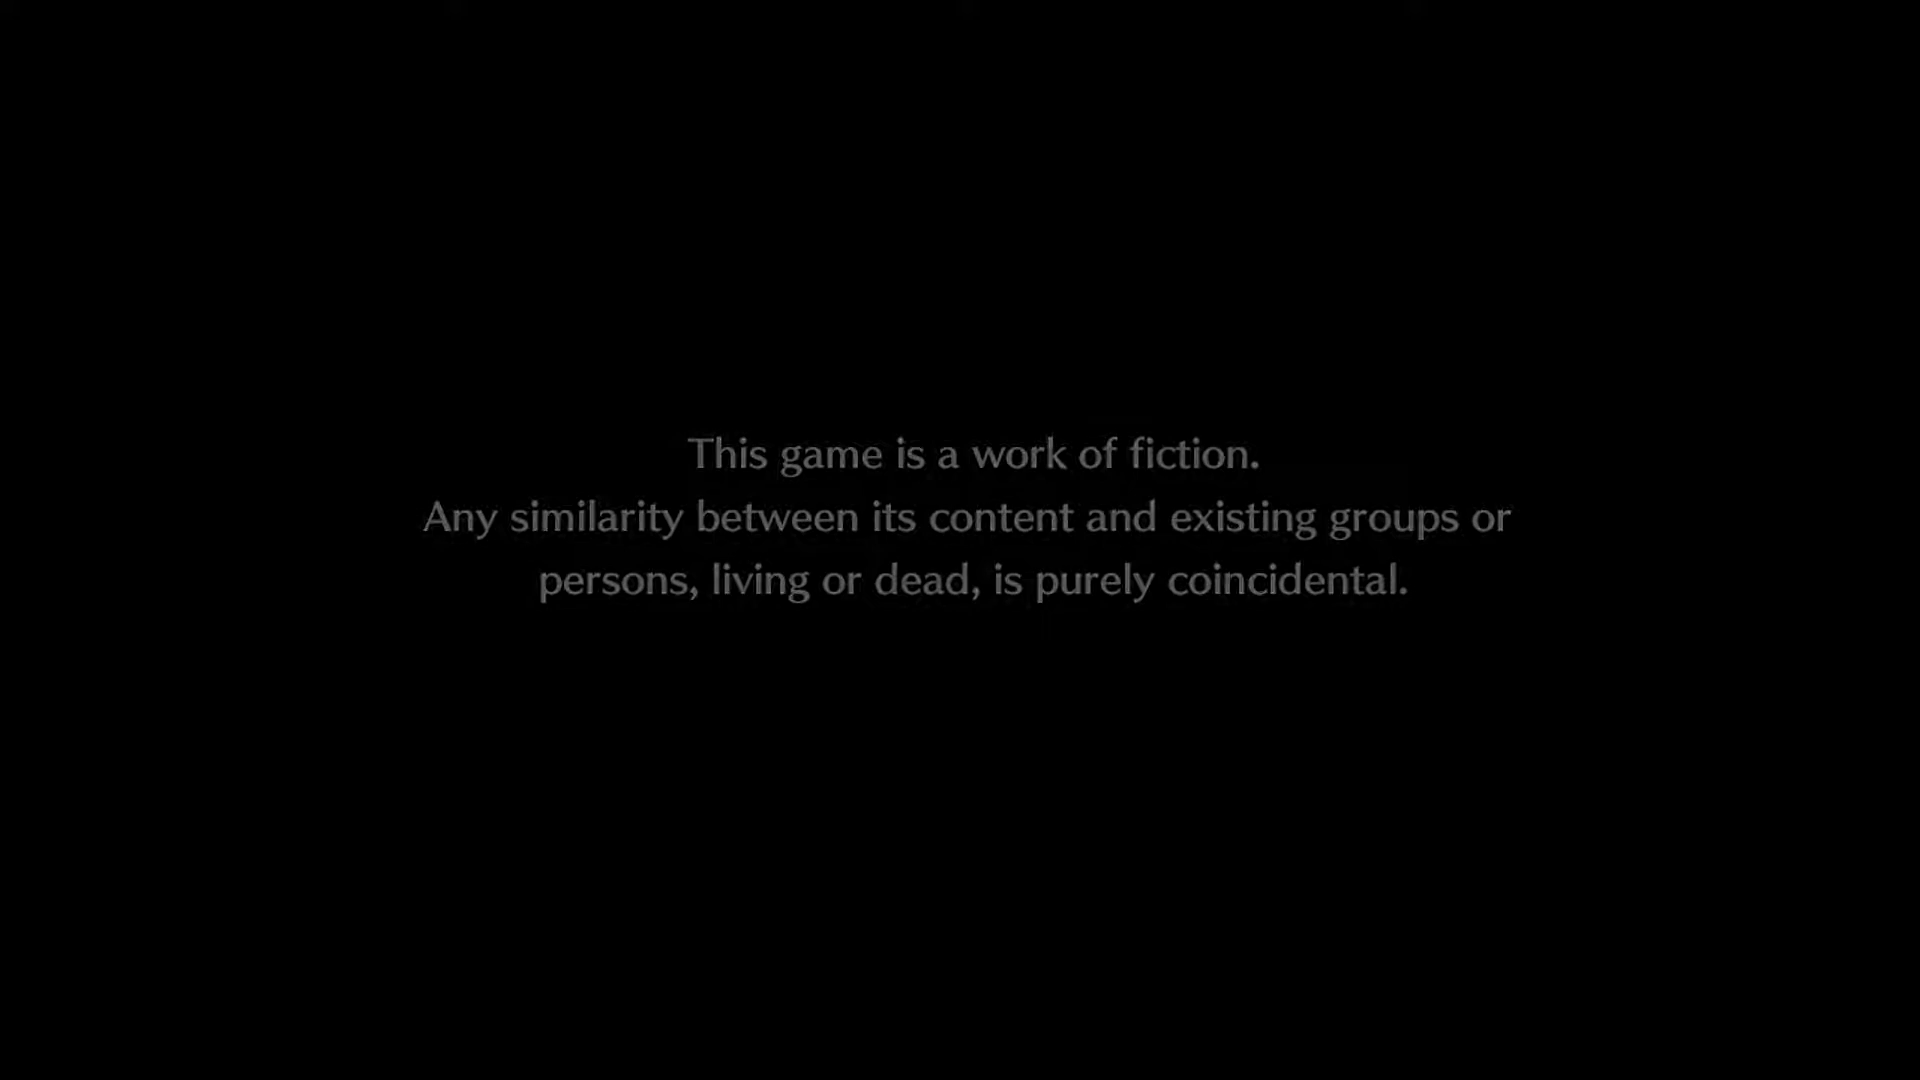 This game is a work of fiction.
Any similarity between its content and existing groups or
persons, living or dead, is purely coincidental.